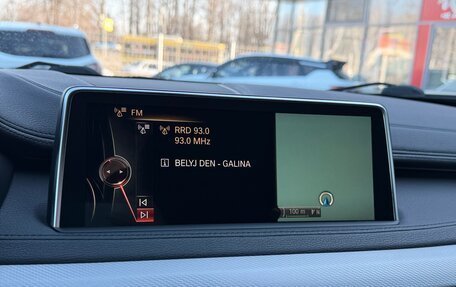 FM
RRD 93.0
93.0 MHz
BELYJ DEN - GALINA
100 m